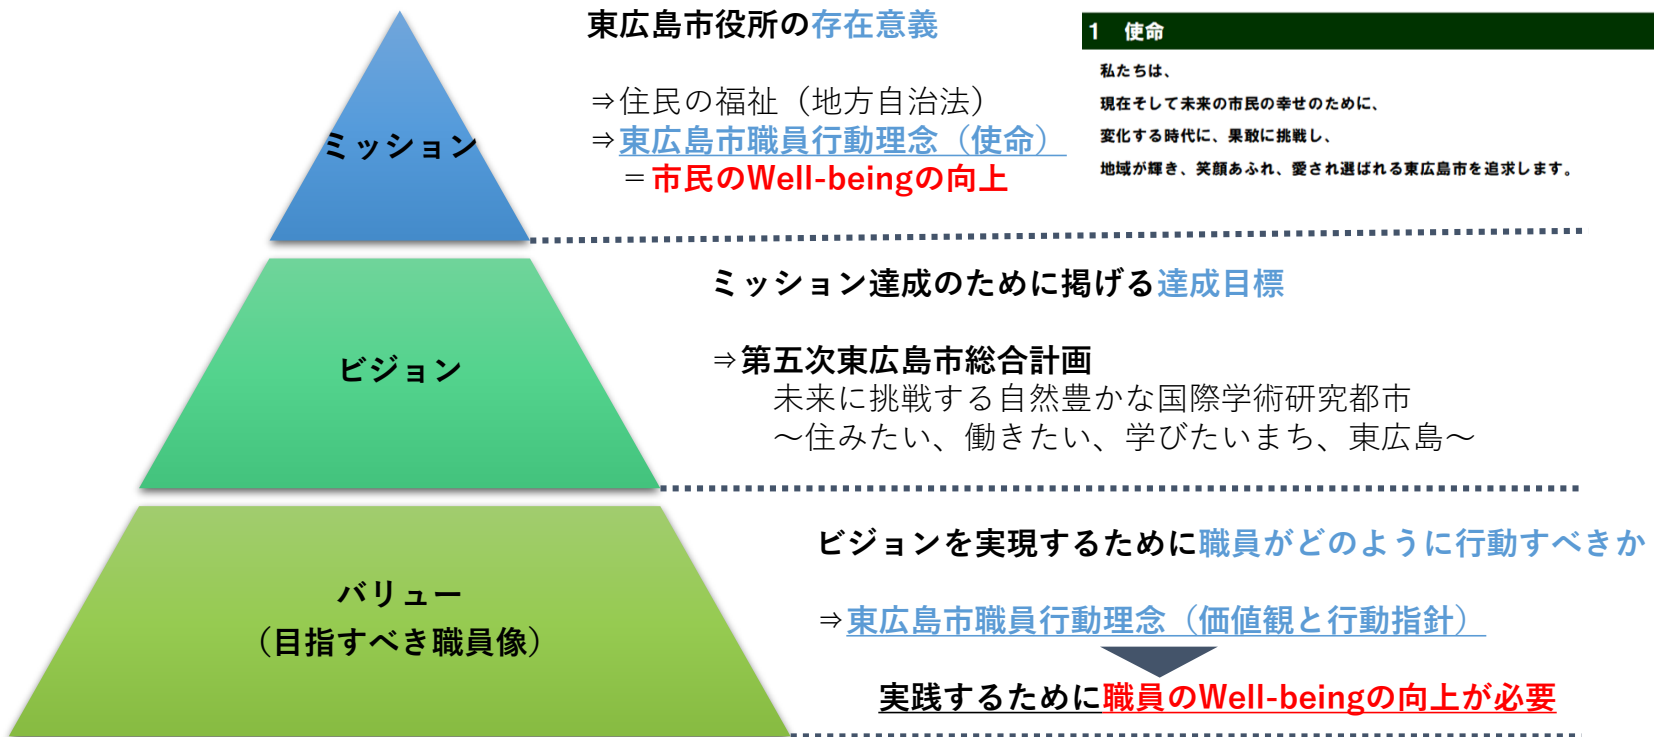 ミッション
東広島市役所の存在意義
⇒住民の福祉（地方自治法）
⇒東広島市職員行動理念（使命）
＝市民のWell-beingの向上
1 使命
私たちは、
現在そして未来の市民の幸せのために、
変化する時代に、果敢に挑戦し、
地域が輝き、笑顔あふれ、愛され選ばれる東広島市を追求します。
ビジョン
ミッション達成のために掲げる達成目標
⇒第五次東広島市総合計画
未来に挑戦する自然豊かな国際学術研究都市
～住みたい、働きたい、学びたいまち、東広島～
バリュー
（目指すべき職員像）
ビジョンを実現するために職員がどのように行動すべきか
⇒東広島市職員行動理念（価値観と行動指針）
実践するために職員のWell-beingの向上が必要